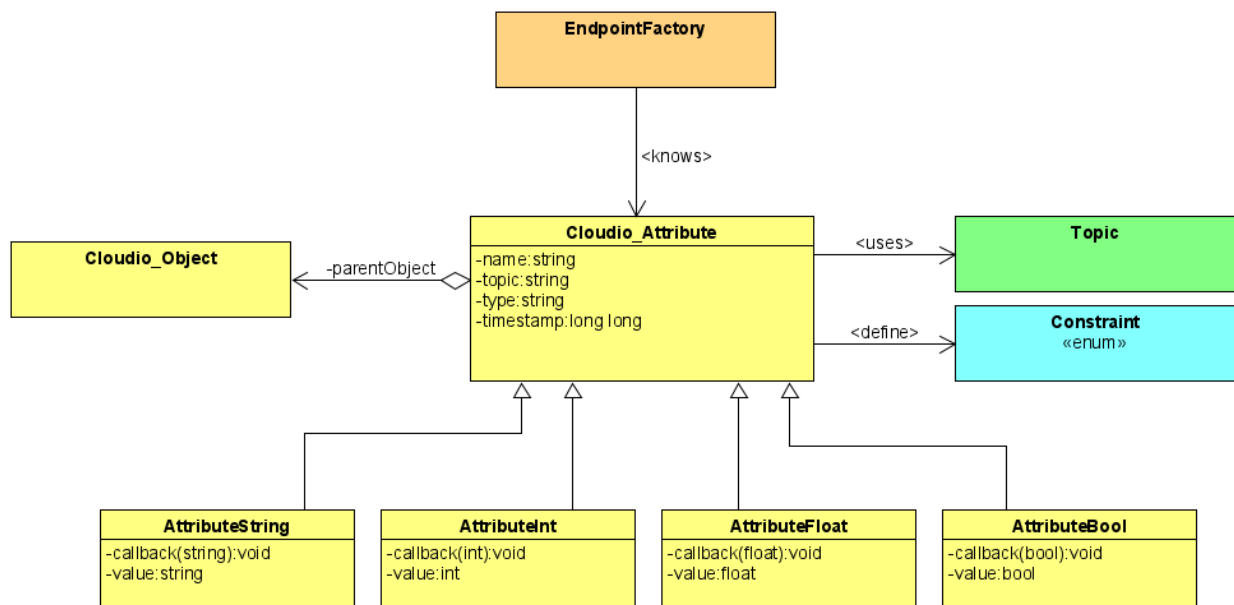 EndpointFactory
<knows>
Cloudio_Object
-parentObject
Cloudio_Attribute
-name:string
-topic:string
-type:string
-timestamp:long long
<uses>
Topic
<define>
Constraint
«enum»
AttributeString
-callback(string):void
-value:string
AttributeInt
-callback(int):void
-value:int
AttributeFloat
-callback(float):void
-value:float
AttributeBool
-callback(bool):void
-value:bool